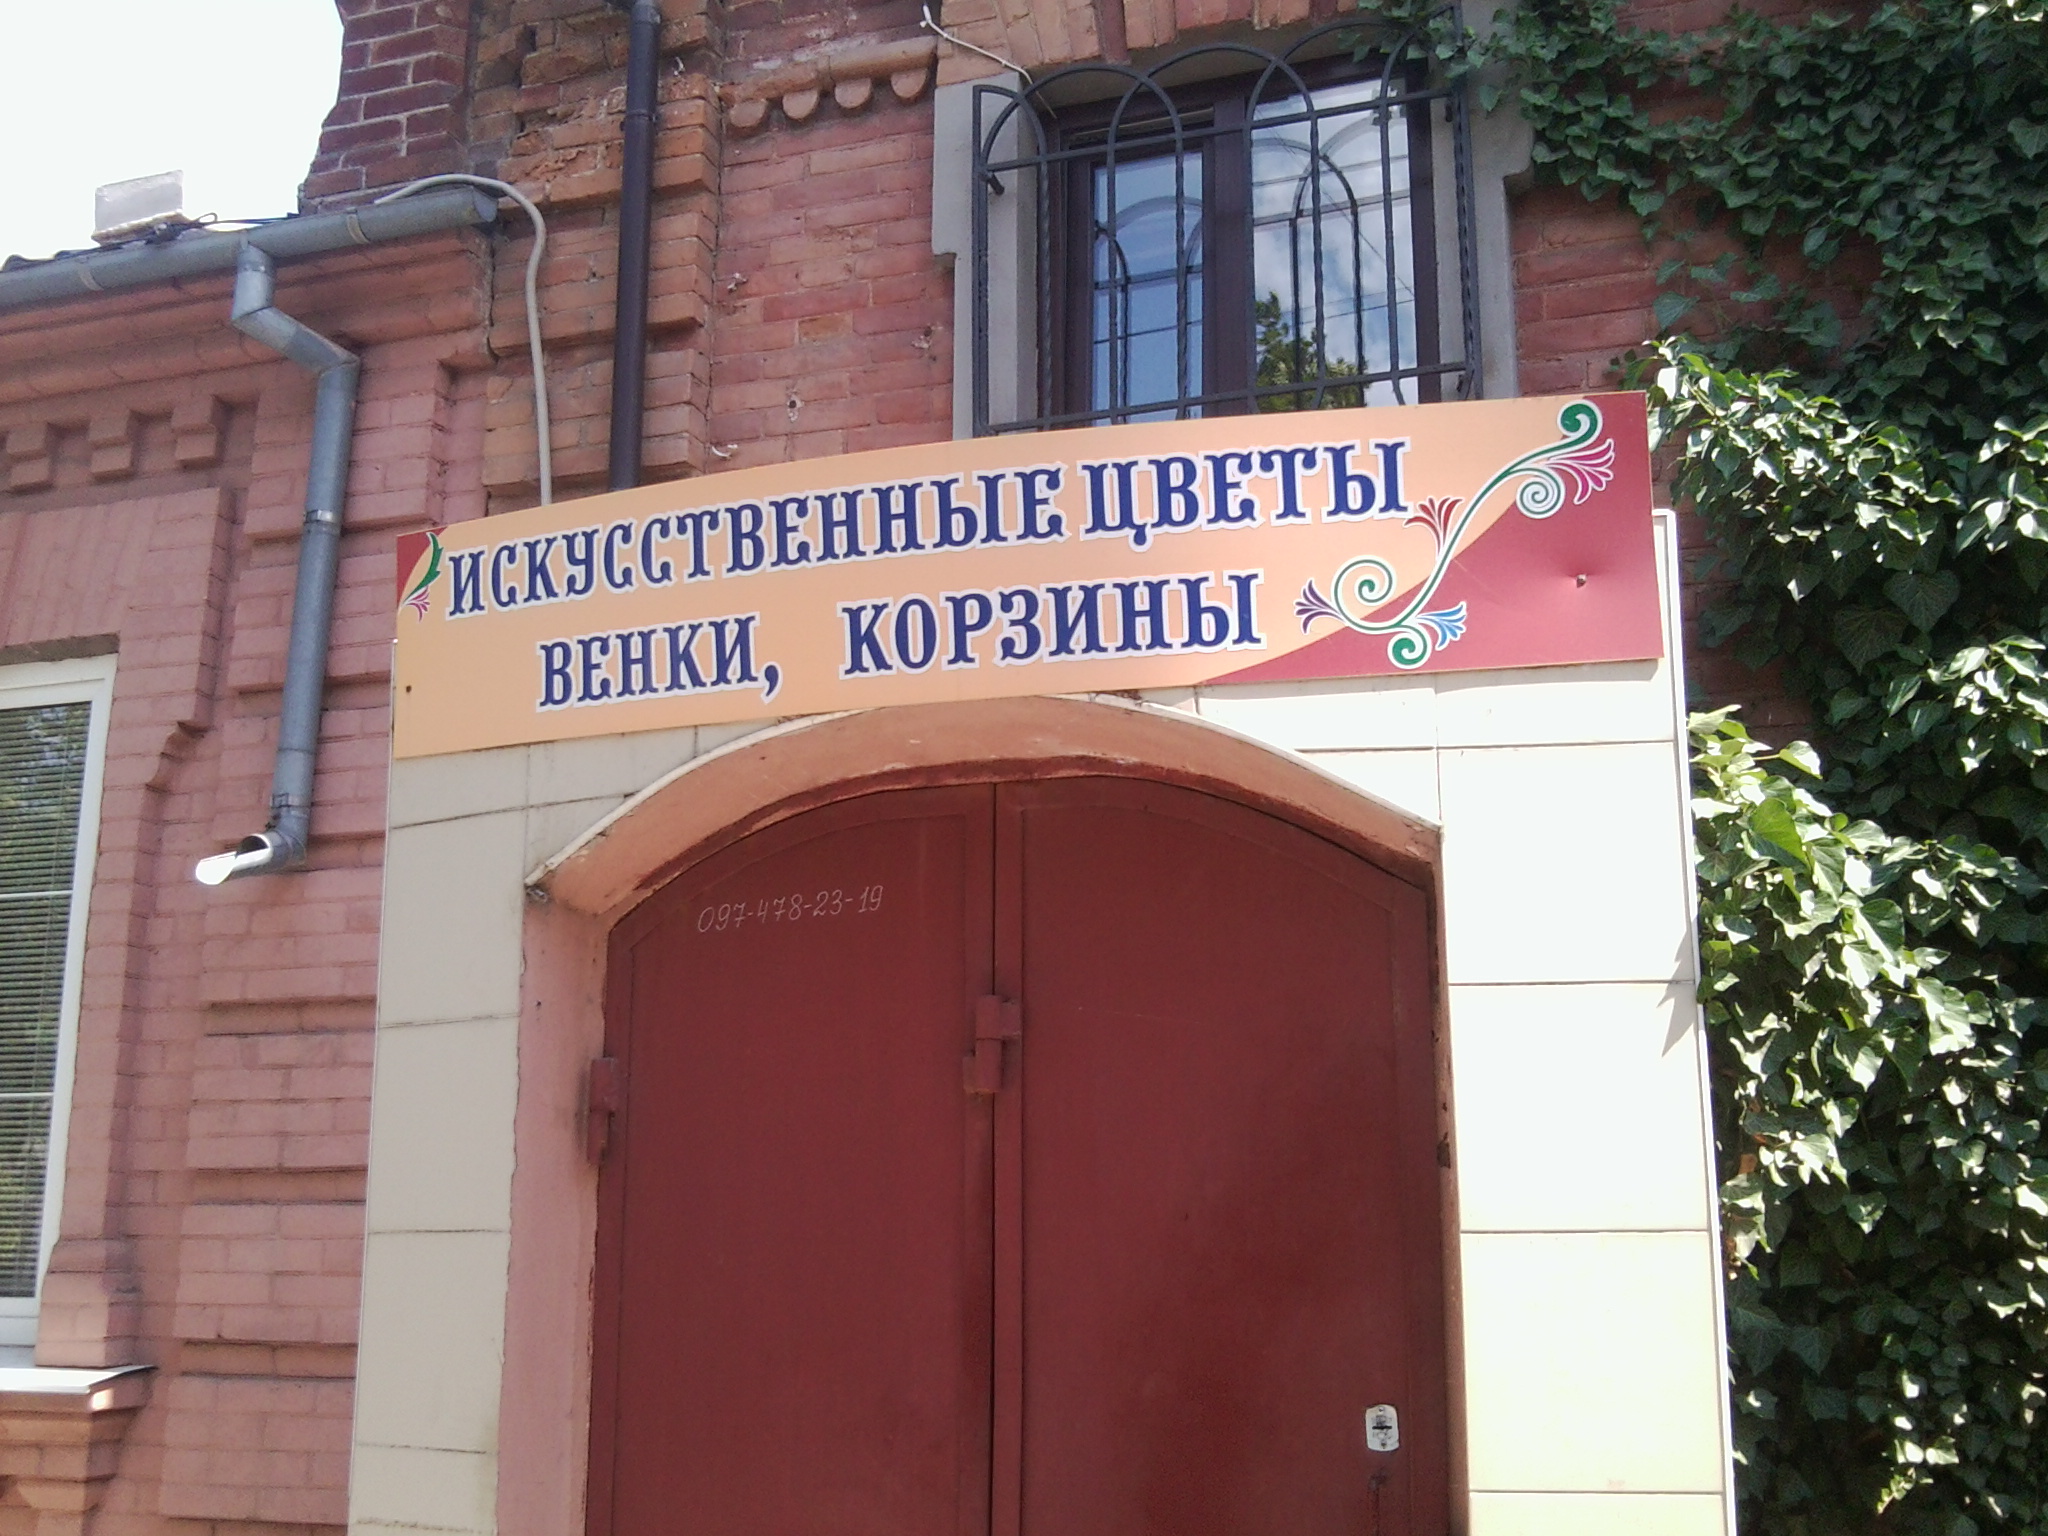 ИСКУССТВЕННЫЕ ЦВЕТЫ
ВЕНКИ, КОРЗИНЫ
097-478-23-19